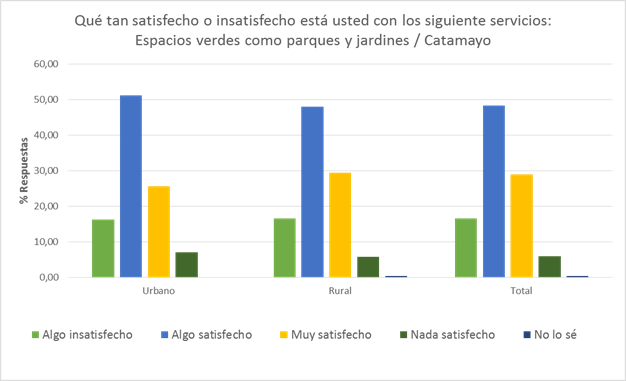 Qué tan satisfecho o insatisfecho está usted con los siguiente servicios:
Espacios verdes como parques y jardines / Catamayo
% Respuestas
60,00
50,00
40,00
30,00
20,00
10,00
0,00
Urbano Rural Total
Algo insatisfecho Algo satisfecho Muy satisfecho Nada satisfecho No lo sé